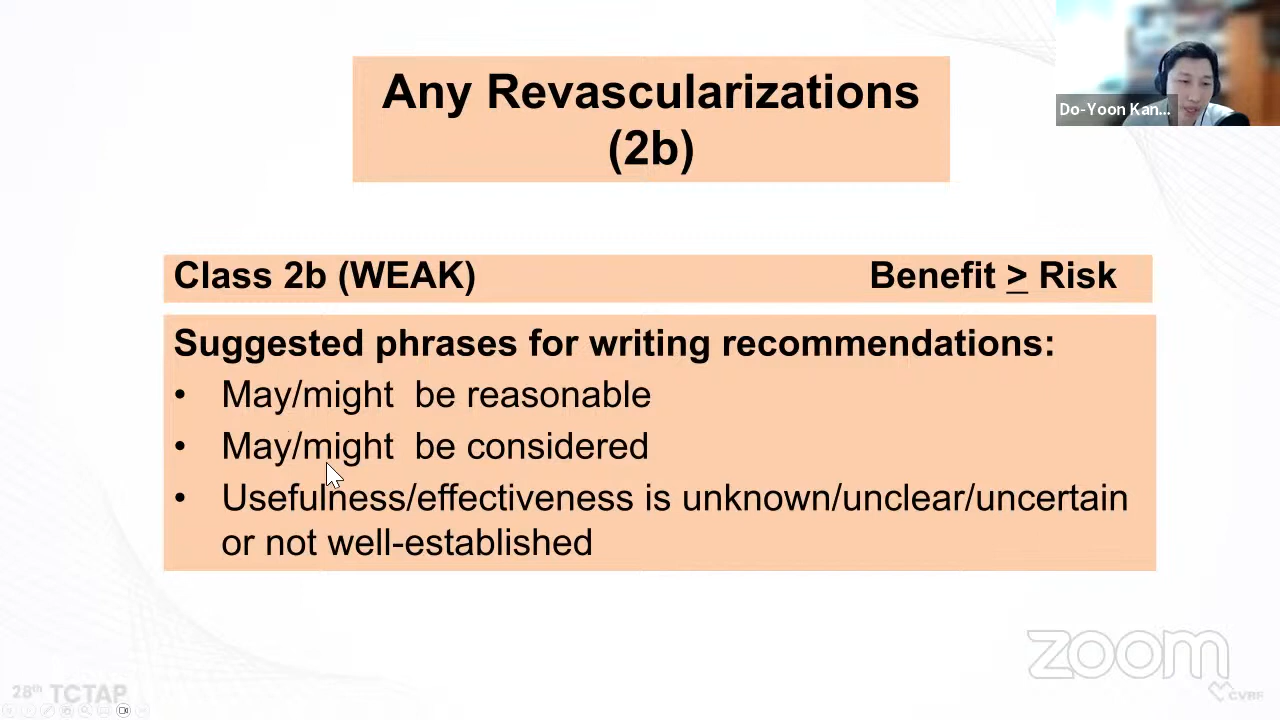 Any Revascularizations
(2b)
Do-Yoon Kan...
Class 2b (WEAK) Benefit ≥ Risk
Suggested phrases for writing recommendations:
• May/might be reasonable
• May/might be considered
• Usefulness/effectiveness is unknown/unclear/uncertain
or not well-established
zoom
28th TCTAP
CVRF